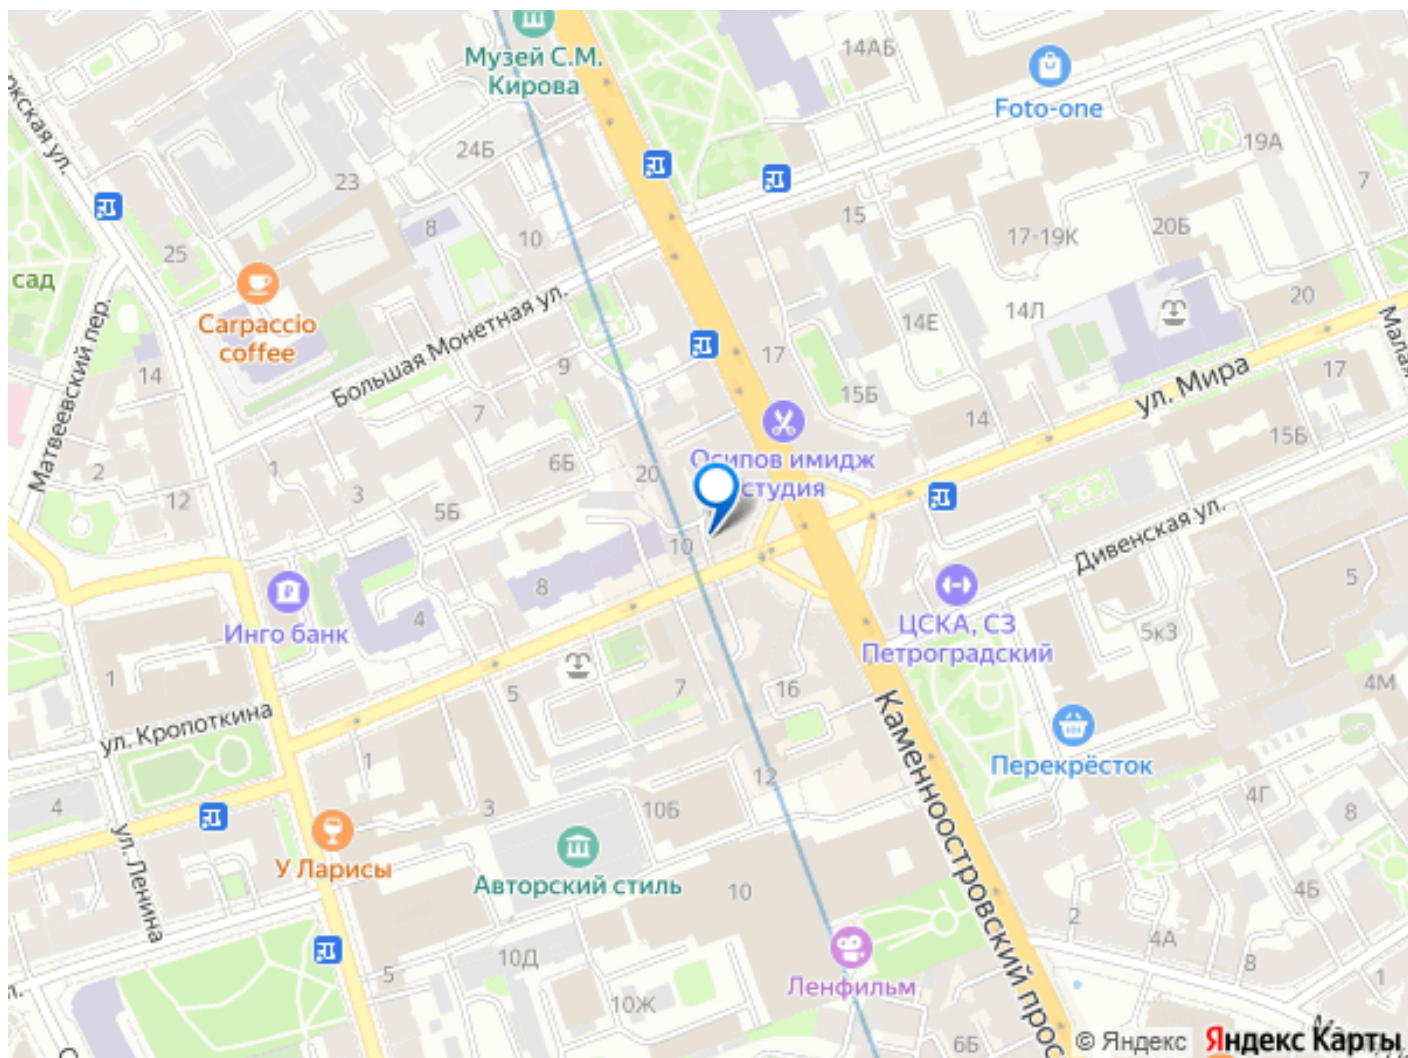 Музей С.М.
Кирова
14АБ
Foto-one
19А
24Б
23
7
8
15
25
10
17-19К
20Б
сад
Carpaccio
coffee
Большая Монетная ул.
Матвеевский пер.
14
9
17
14Е
14Л
20
Малая
ул. Мира
17
15Б
14
15Б
7
2
12
1
3
6Б
5Б
20
Осипов имидж
студия
10
8
4
Инго банк
Дивенская ул.
5
ЦСКА, СЗ
Петроградский
5к3
4М
1
5
7
16
ул. Кропоткина
1
3
12
Каменноостровский прос
Перекрёсток
4
4Г
8
10Б
ул. Ленина
У Ларисы
Авторский стиль
10
4Б
2
4А
8
1
5
10Д
10Ж
Ленфильм
6Б
© Яндекс
Яндекс Карты